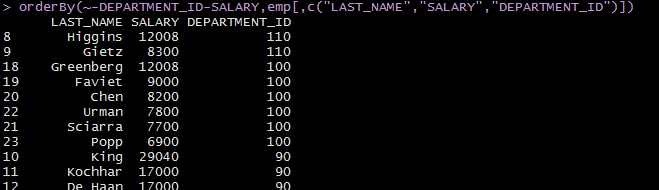 > orderBy(~-DEPARTMENT_ID-SALARY,emp[,c("LAST_NAME","SALARY","DEPARTMENT_ID")])
LAST_NAME SALARY DEPARTMENT_ID
8 Higgins 12008 110
9 Gietz 8300 110
18 Greenberg 12008 100
19 Faviet 9000 100
20 Chen 8200 100
22 Urman 7800 100
21 Sciarra 7700 100
23 Popp 6900 100
10 King 29040 90
11 Kochhar 17000 90
12 De Haan 17000 90